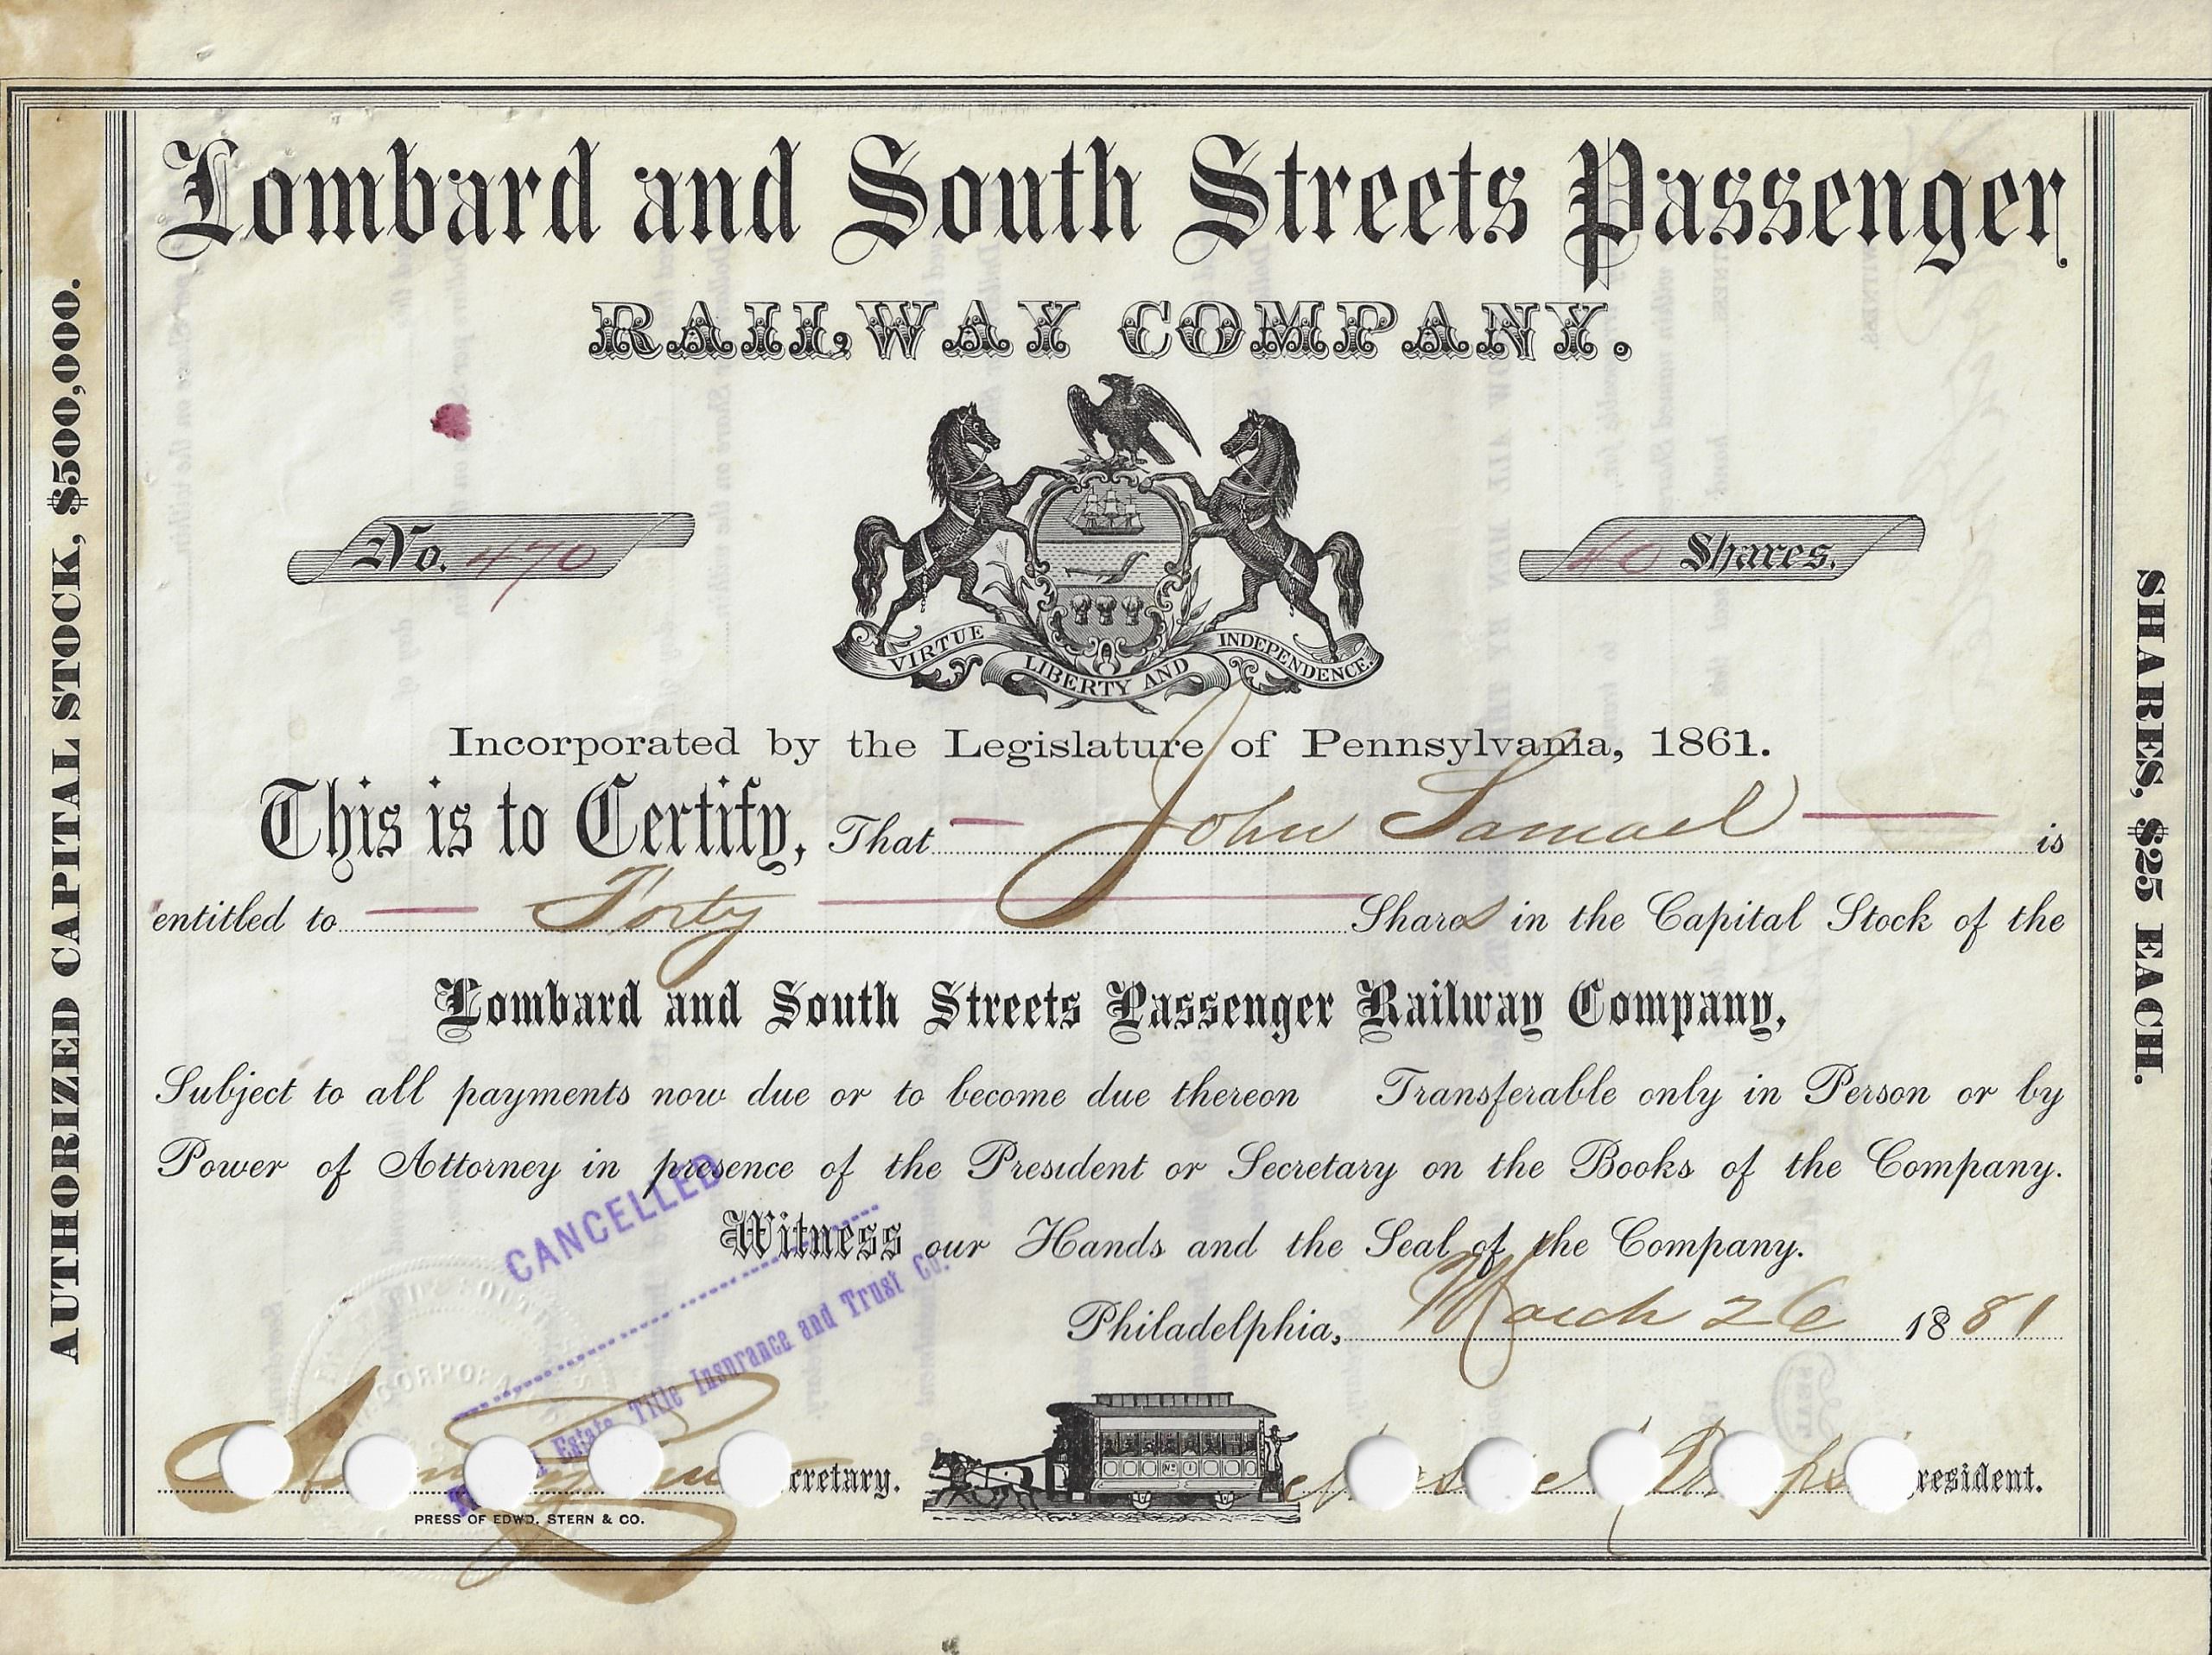 Lombard and South Streets Passenger
RAILWAY COMPANY.
AUTHORIZED CAPITAL STOCK, $500,000.
SHARES, $25 EACH.
No. 470
40 Shares.
VIRTUE LIBERTY AND INDEPENDENCE.
Incorporated by the Legislature of Pennsylvania, 1861.
This is to Certify, That John Samuel is
entitled to Forty Shares in the Capital Stock of the
Lombard and South Streets Passenger Railway Company,
Subject to all payments now due or to become due thereon Transferable only in Person or by
Power of Attorney in presence of the President or Secretary on the Books of the Company.
Witness our Hands and the Seal of the Company.
CANCELLED
Estate Title Insurance and Trust Co.
Philadelphia, March 26 1881
cretary.
resident.
No 1
PRESS OF EDWD. STERN & CO.